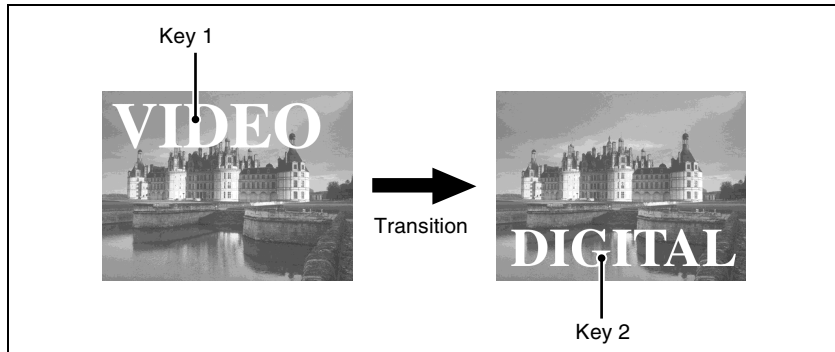 Key 1
VIDEO
Transition
DIGITAL
Key 2